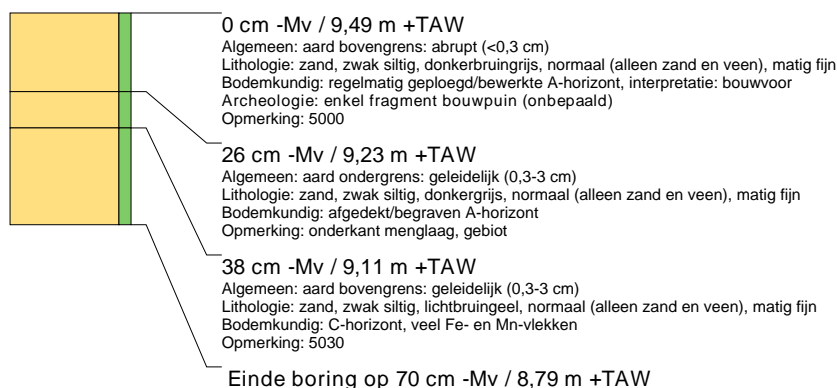 0 cm -Mv / 9,49 m +TAW
Algemeen: aard bovengrens: abrupt (<0,3 cm)
Lithologie: zand, zwak siltig, donkerbruingrijs, normaal (alleen zand en veen), matig fijn
Bodemkundig: regelmatig geploegd/bewerkte A-horizont, interpretatie: bouwvoor
Archeologie: enkel fragment bouwpuin (onbepaald)
Opmerking: 5000
26 cm -Mv / 9,23 m +TAW
Algemeen: aard ondergrens: geleidelijk (0,3-3 cm)
Lithologie: zand, zwak siltig, donkergrijs, normaal (alleen zand en veen), matig fijn
Bodemkundig: afgedekt/begraven A-horizont
Opmerking: onderkant menglaag, gebiot
38 cm -Mv / 9,11 m +TAW
Algemeen: aard bovengrens: geleidelijk (0,3-3 cm)
Lithologie: zand, zwak siltig, lichtbruingeel, normaal (alleen zand en veen), matig fijn
Bodemkundig: C-horizont, veel Fe- en Mn-vlekken
Opmerking: 5030
Einde boring op 70 cm -Mv / 8,79 m +TAW